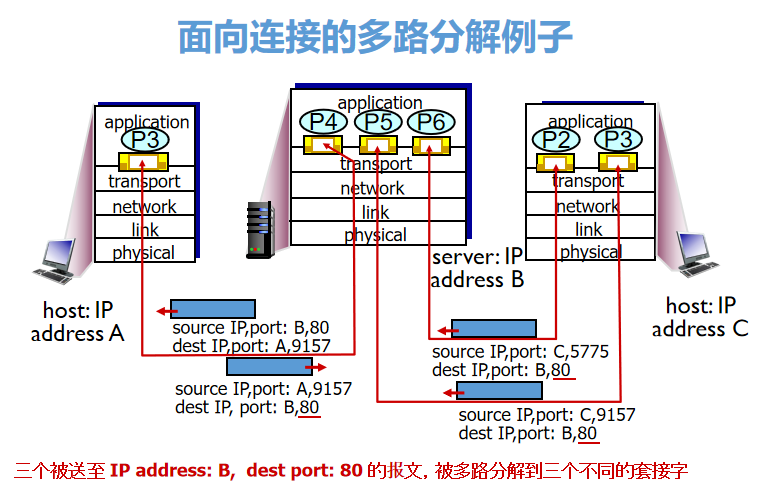 面向连接的多路分解例子
application
P3
transport
network
link
physical
host: IP
address A
application
P4 P5 P6
transport
network
link
physical
server: IP
address B
application
P2 P3
transport
network
link
physical
host: IP
address C
source IP,port: B,80
dest IP,port: A,9157
source IP,port: A,9157
dest IP, port: B,80
source IP,port: C,5775
dest IP,port: B,80
source IP,port: C,9157
dest IP,port: B,80
三个被送至 IP address: B, dest port: 80 的报文, 被多路分解到三个不同的套接字